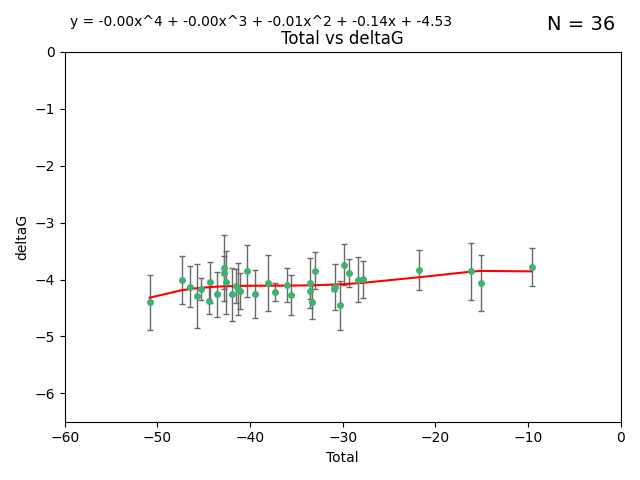 y = -0.00x^4 + -0.00x^3 + -0.01x^2 + -0.14x + -4.53
N = 36
Total vs deltaG
0
−1
−2
−3
−4
−5
−6
deltaG
−60
−50
−40
−30
−20
−10
0
Total